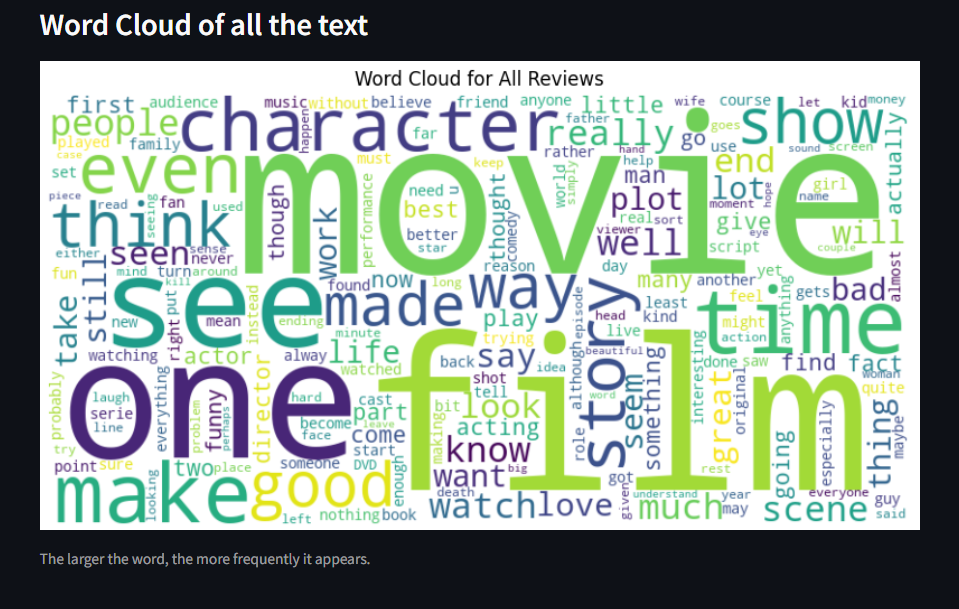 Word Cloud of all the text
Word Cloud for All Reviews
first audience music without believe friend anyone little wife course let kid money
people character happen far father really go goes show
played family rather hand use sound screen actually
case even movie must keep simply world help man end
set need u thought lot moment hope girl
piece read seeing fan used though work performance best comedy plot name
think better star real sort give eye will
either seen sense never viewer well script couple
fun still mind turn around kill reason day many another yet almost
see found now long way least feel gets bad
take new put right mean instead ending made minute play episode story head kind live might action anything time
watching actor alway life watched trying say idea although beautiful interesting done saw find fact
probably one laugh serie line everything problem funny perhaps director hard cast part back shot tell word seem something great original woman quite
become leave face come bit look film role especially thing maybe
try start making acting know
point sure two place someone DVD enough want big got rest going everyone
make looking good death given understand year guy
left nothing book watch love much may scene said
The larger the word, the more frequently it appears.